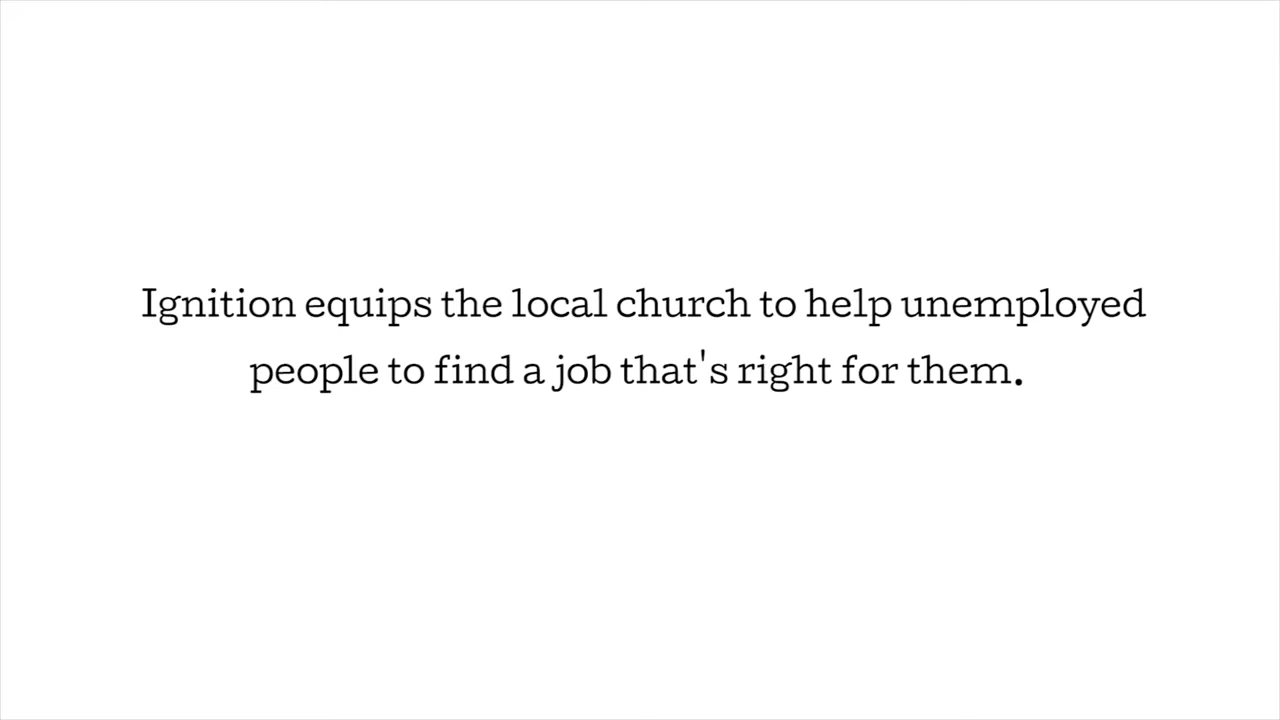 Ignition equips the local church to help unemployed
people to find a job that's right for them.